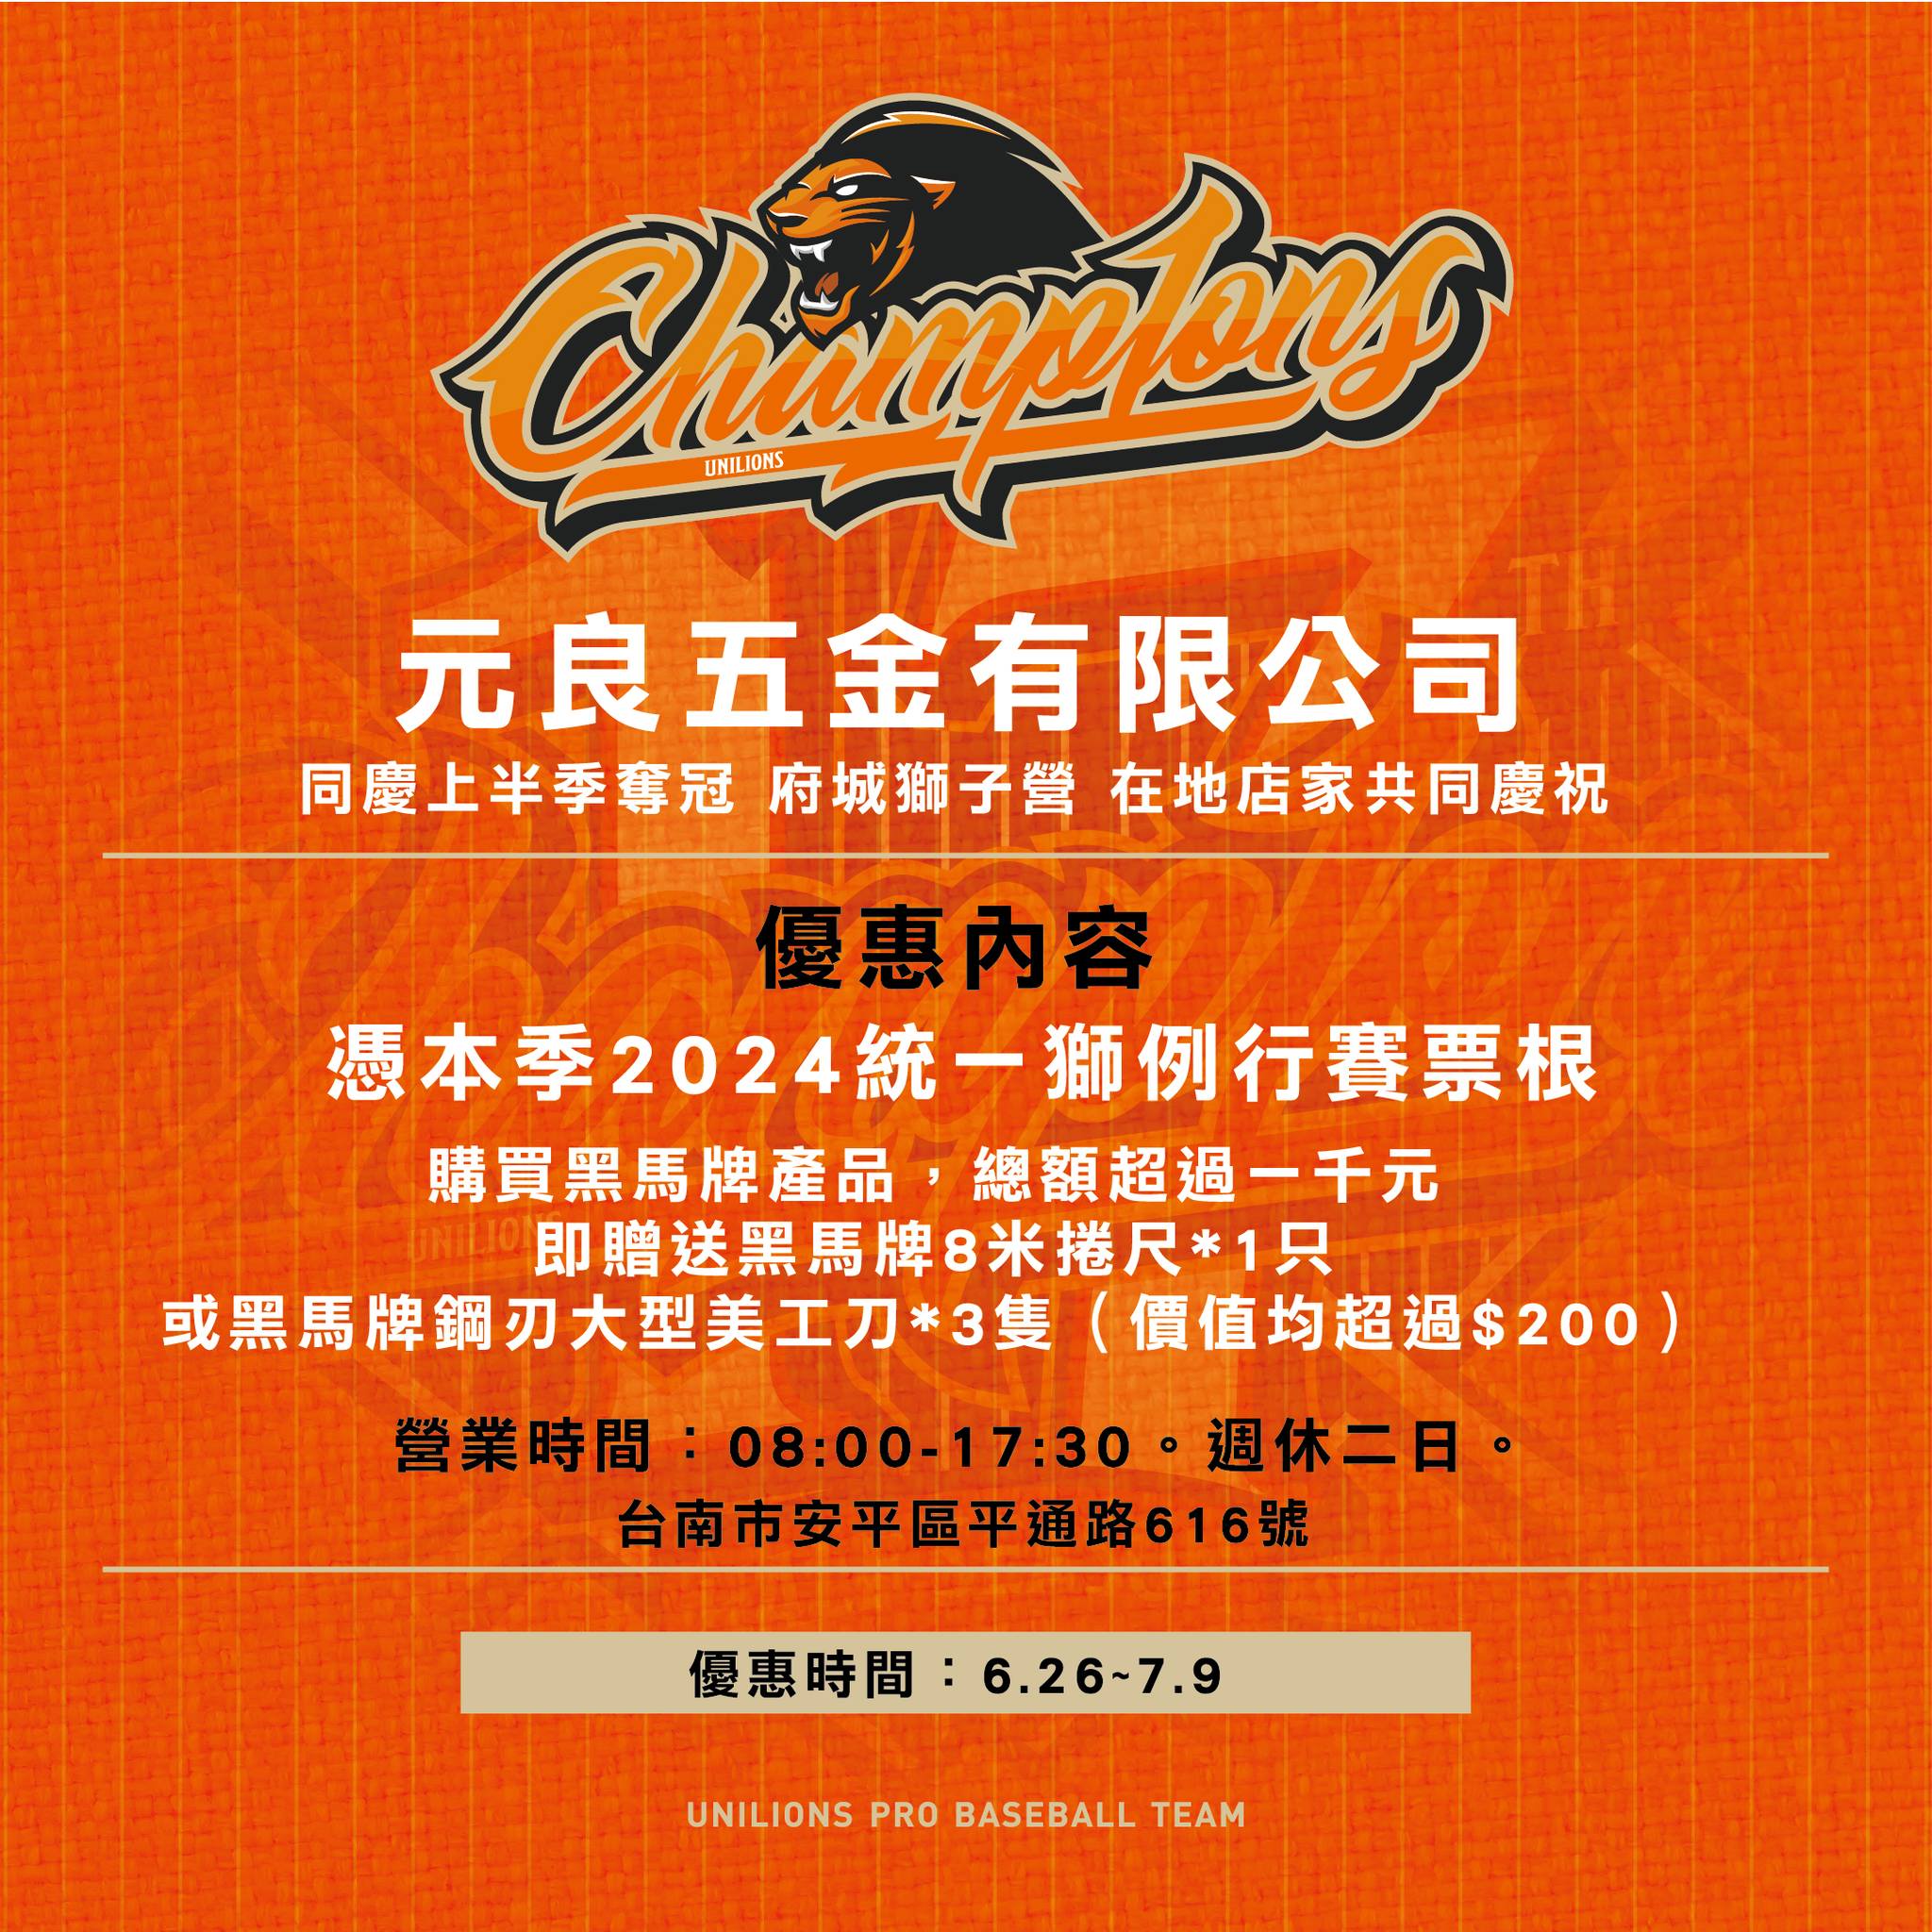 Champ1ons
UNILIONS
元良五金有限公司
同慶上半季奪冠 府城獅子營 在地店家共同慶祝
優惠內容
憑本季2024統一獅例行賽票根
購買黑馬牌產品，總額超過一千元
即贈送黑馬牌8米捲尺*1只
或黑馬牌鋼刃大型美工刀*3隻（價值均超過$200）
營業時間：08:00-17:30。週休二日。
台南市安平區平通路616號
優惠時間：6.26~7.9
UNILIONS PRO BASEBALL TEAM